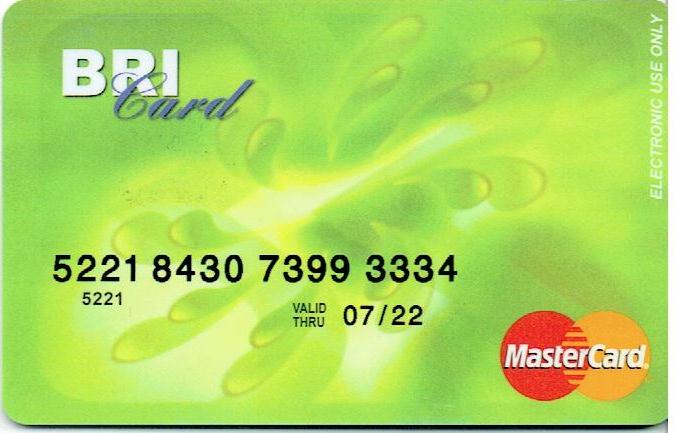 BRI
Card
ELECTRONIC USE ONLY
5221 8430 7399 3334
5221
VALID
THRU 07/22
MasterCard